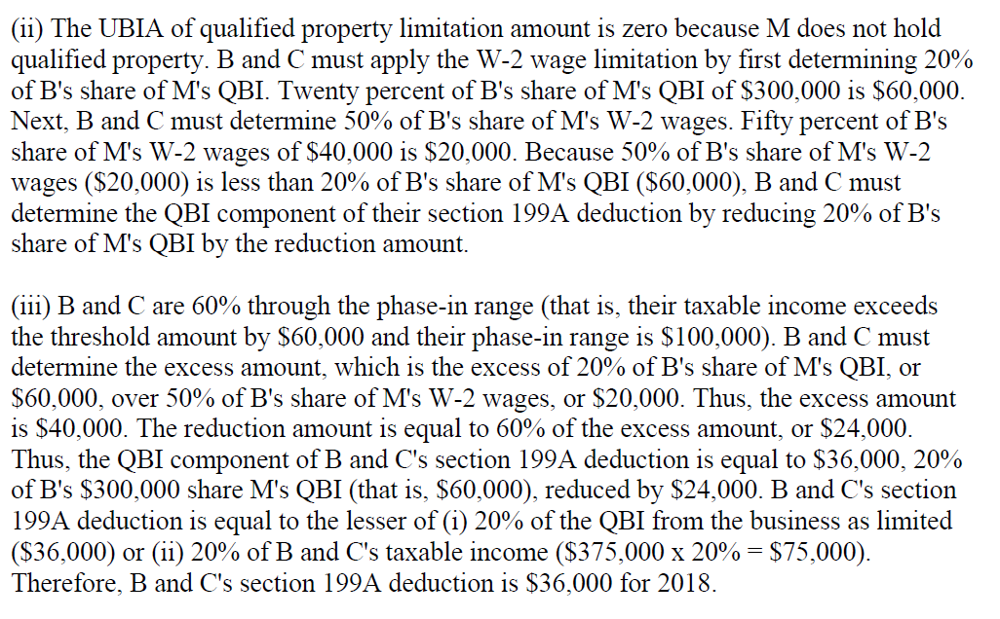 (ii) The UBIA of qualified property limitation amount is zero because M does not hold
qualified property. B and C must apply the W-2 wage limitation by first determining 20%
of B's share of M's QBI. Twenty percent of B's share of M's QBI of $300,000 is $60,000.
Next, B and C must determine 50% of B's share of M's W-2 wages. Fifty percent of B's
share of M's W-2 wages of $40,000 is $20,000. Because 50% of B's share of M's W-2
wages ($20,000) is less than 20% of B's share of M's QBI ($60,000), B and C must
determine the QBI component of their section 199A deduction by reducing 20% of B's
share of M's QBI by the reduction amount.
(iii) B and C are 60% through the phase-in range (that is, their taxable income exceeds
the threshold amount by $60,000 and their phase-in range is $100,000). B and C must
determine the excess amount, which is the excess of 20% of B's share of M's QBI, or
$60,000, over 50% of B's share of M's W-2 wages, or $20,000. Thus, the excess amount
is $40,000. The reduction amount is equal to 60% of the excess amount, or $24,000.
Thus, the QBI component of B and C's section 199A deduction is equal to $36,000, 20%
of B's $300,000 share M's QBI (that is, $60,000), reduced by $24,000. B and C's section
199A deduction is equal to the lesser of (i) 20% of the QBI from the business as limited
($36,000) or (ii) 20% of B and C's taxable income ($375,000 x 20% = $75,000).
Therefore, B and C's section 199A deduction is $36,000 for 2018.